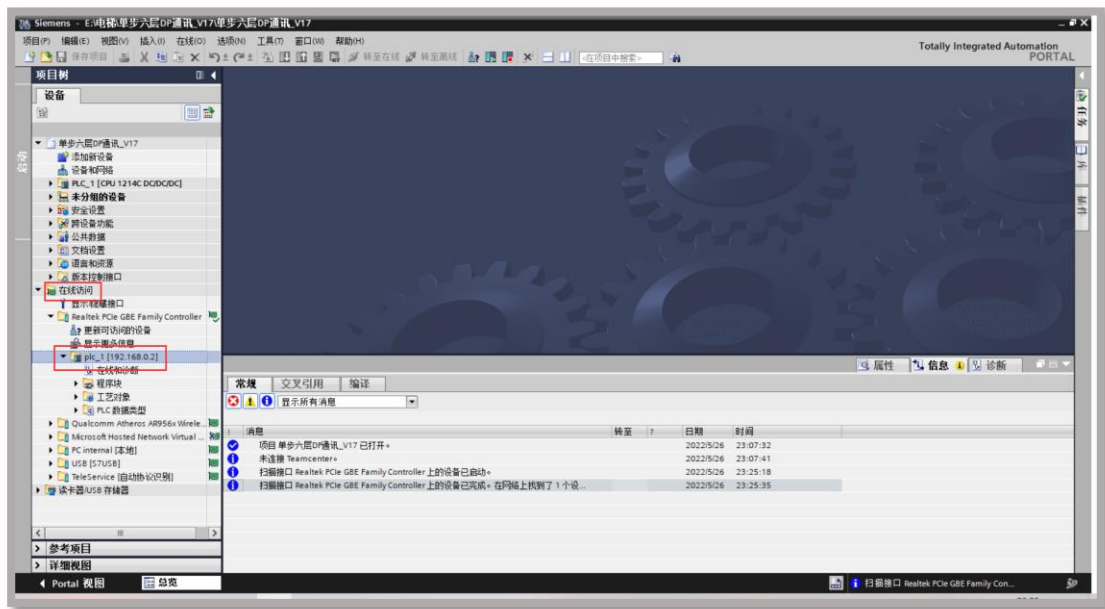 Siemens - E:\电梯\单步六层DP通讯_V17\单步六层DP通讯_V17
项目(P) 编辑(E) 视图(V) 插入(I) 在线(O) 选项(N) 工具(T) 窗口(W) 帮助(H)
Totally Integrated Automation
PORTAL
保存项目 转至在线 转至离线 <在项目中搜索>
项目树
设备
单步六层DP通讯_V17
添加新设备
设备和网络
PLC_1 [CPU 1214C DC/DC/DC]
未分组的设备
安全设置
跨设备功能
公共数据
文档设置
语言和资源
版本控制接口
在线访问
显示/隐藏接口
Realtek PCIe GBE Family Controller
更新可访问的设备
显示更多信息
plc_1 [192.168.0.2]
在线和诊断
程序块
工艺对象
PLC 数据类型
Qualcomm Atheros AR956x Wirele...
Microsoft Hosted Network Virtual ...
PC internal [本地]
USB [S7USB]
TeleService [自动协议识别]
读卡器/USB 存储器
参考项目
详细视图
任务
库
插件
属性 信息 诊断
常规 交叉引用 编译
显示所有消息
! 消息 转至 ? 日期 时间
项目 单步六层DP通讯_V17 已打开。 2022/5/26 23:07:32
未连接 Teamcenter。 2022/5/26 23:07:41
扫描接口 Realtek PCIe GBE Family Controller 上的设备已启动。 2022/5/26 23:25:18
扫描接口 Realtek PCIe GBE Family Controller 上的设备已完成。在网络上找到了 1 个设... 2022/5/26 23:25:35
Portal 视图 总览 扫描接口 Realtek PCIe GBE Family Con...